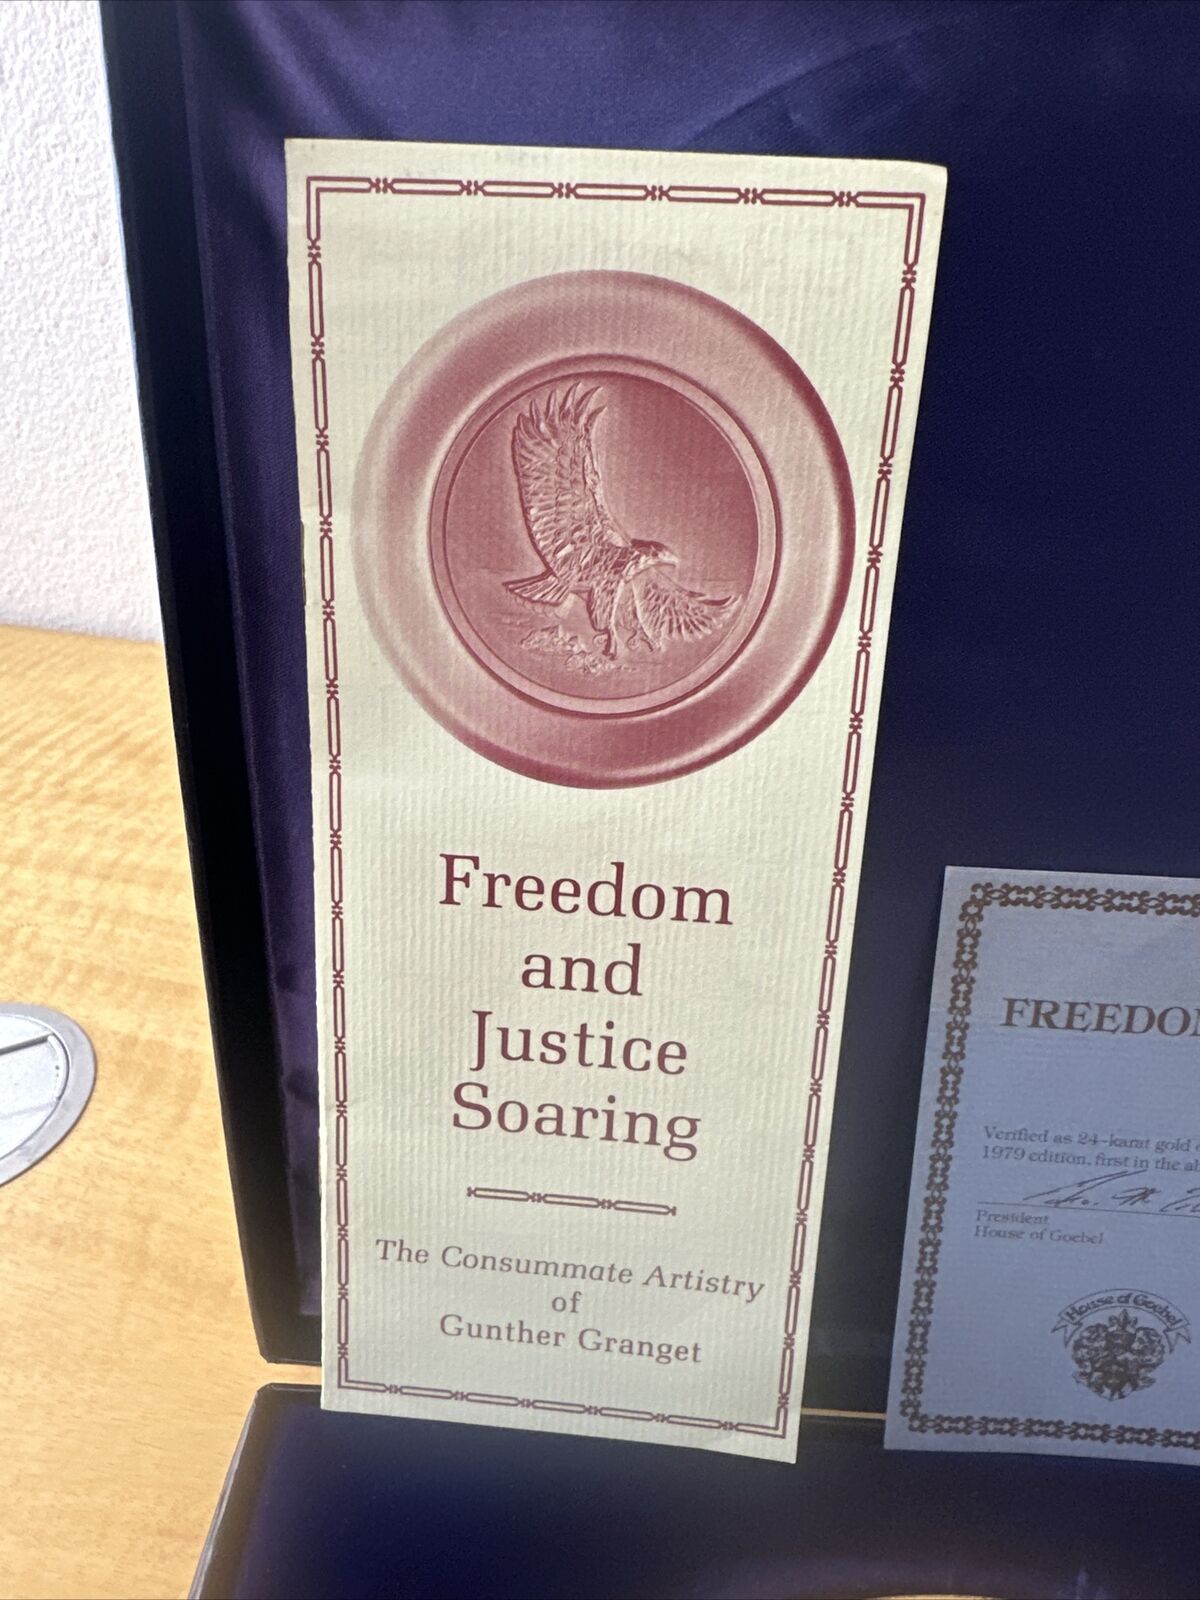 Freedom
and
Justice
Soaring
The Consummate Artistry
of
Gunther Granget
FREEDO
Verified as 24-karat gold
1979 edition, first in the
President
House of Goebel
House of Goebel